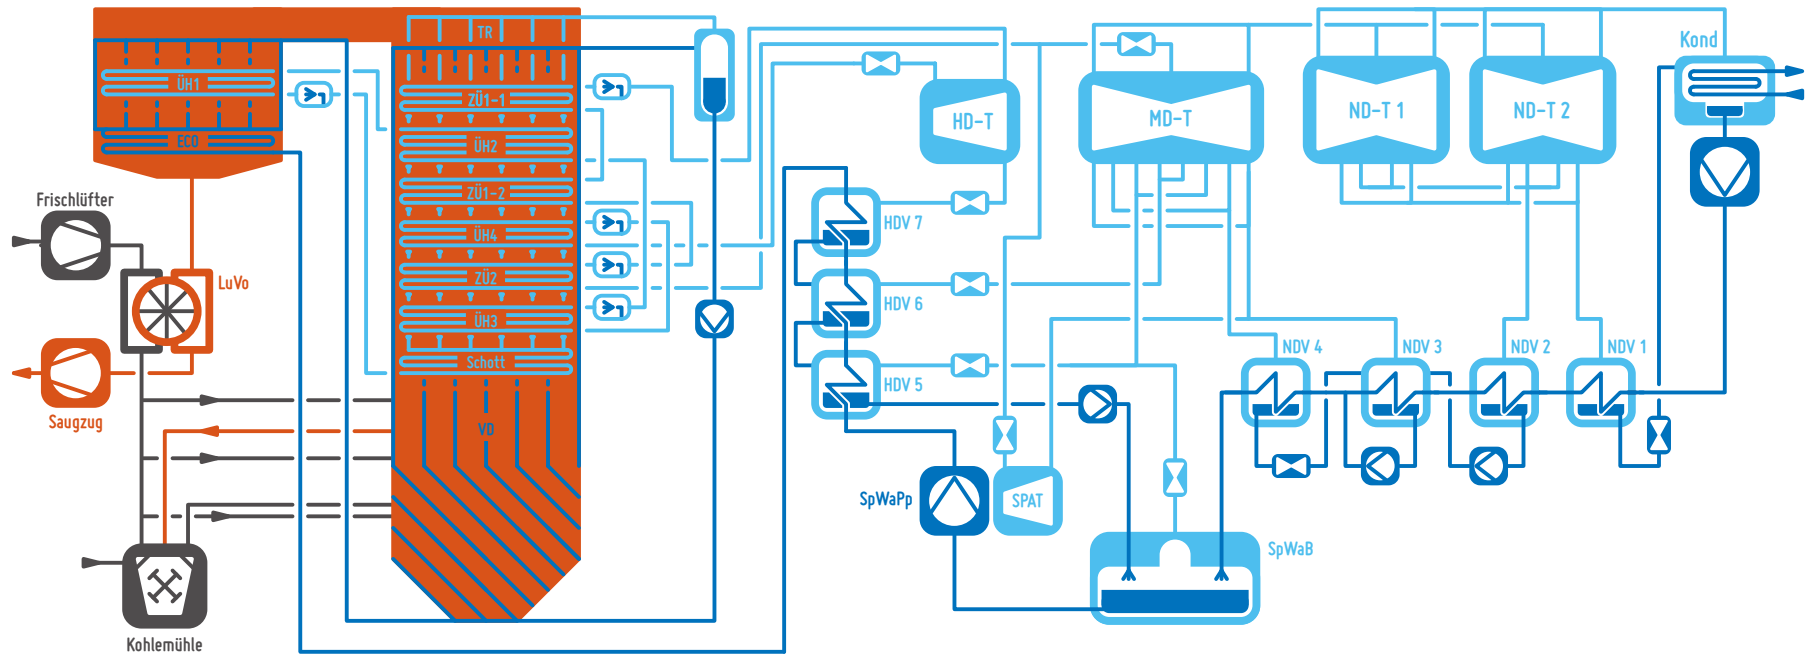 TR
ÜH1
ECO
ZÜ1-1
ÜH2
ZÜ1-2
ÜH4
ZÜ2
ÜH3
Schott
VD
Frischlüfter
LuVo
Saugzug
Kohlemühle
HD-T
MD-T
ND-T 1
ND-T 2
Kond
HDV 7
HDV 6
HDV 5
NDV 4
NDV 3
NDV 2
NDV 1
SpWaPp
SPAT
SpWaB